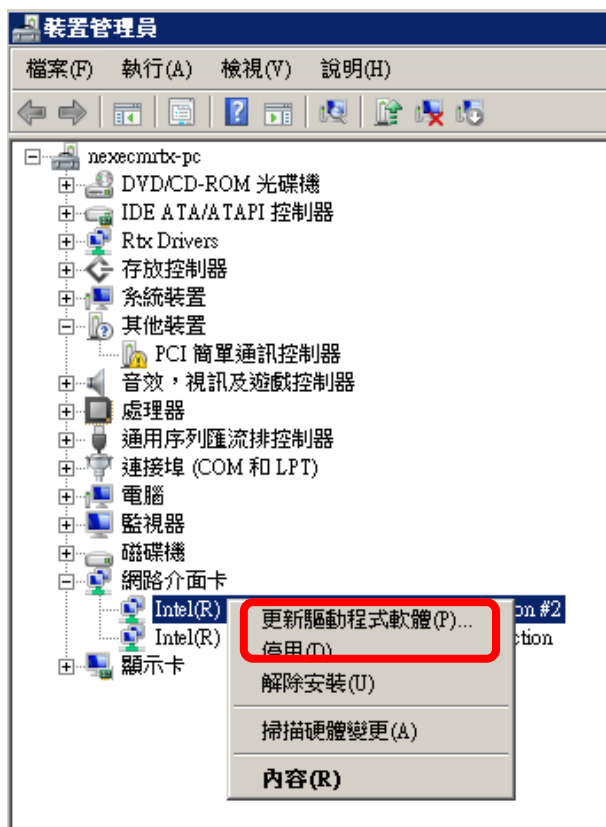 裝置管理員
檔案(F) 執行(A) 檢視(V) 說明(H)
nexecmrtx-pc
DVD/CD-ROM 光碟機
IDE ATA/ATAPI 控制器
Rtx Drivers
存放控制器
系統裝置
其他裝置
PCI 簡單通訊控制器
音效，視訊及遊戲控制器
處理器
通用序列匯流排控制器
連接埠 (COM 和 LPT)
電腦
監視器
磁碟機
網路介面卡
Intel(R) on #2
Intel(R) ction
顯示卡
更新驅動程式軟體(P)...
停用(D)
解除安裝(U)
掃描硬體變更(A)
內容(R)